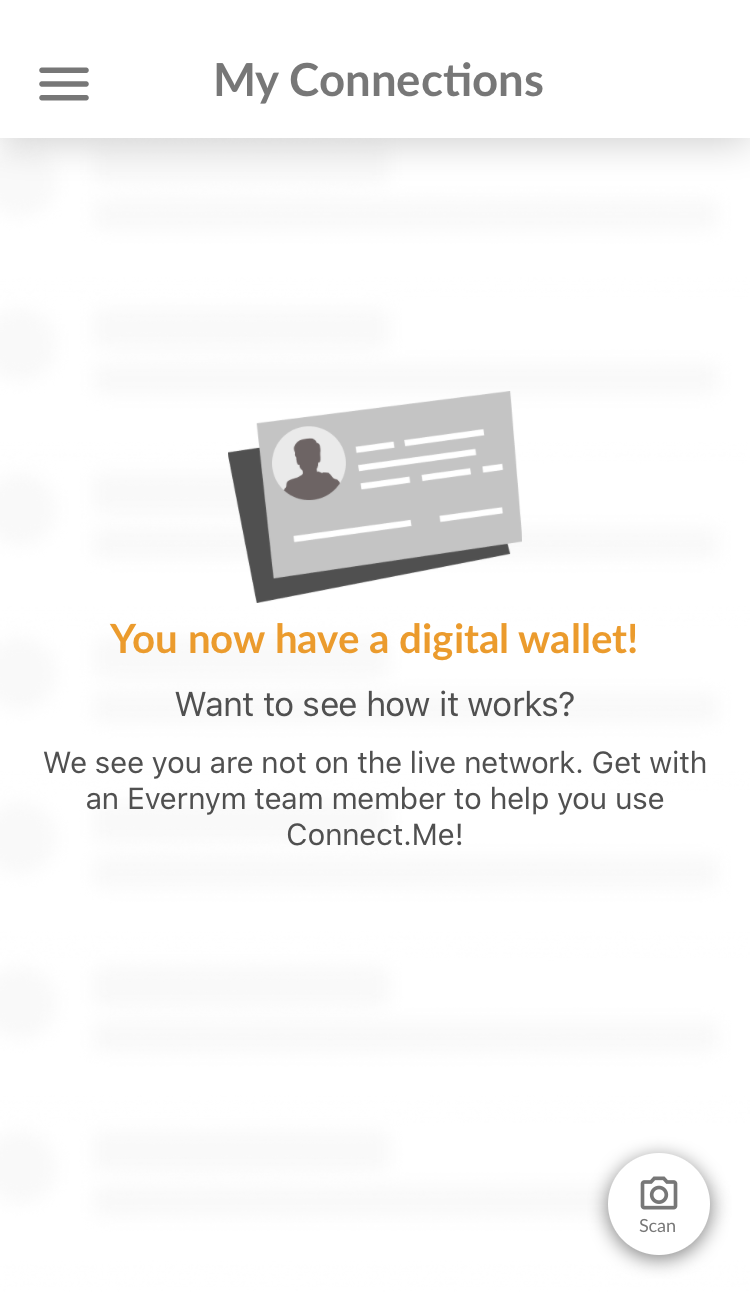 My Connections
You now have a digital wallet!
Want to see how it works?
We see you are not on the live network. Get with
an Evernym team member to help you use
Connect.Me!
Scan